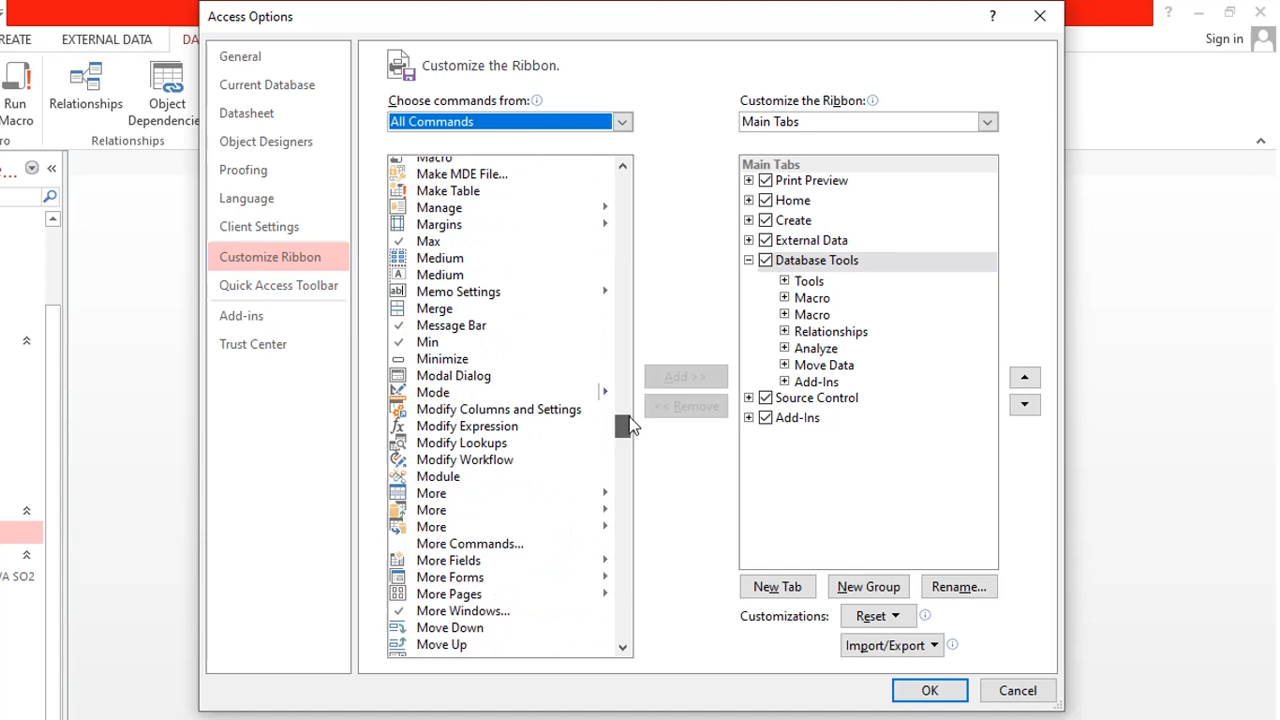 Access Options
?
REATE
EXTERNAL DATA
DA
Sign in
Run
Macro
ro
Relationships
Object
Dependencie
Relationships
e...
VA SO2
General
Current Database
Datasheet
Object Designers
Proofing
Language
Client Settings
Customize Ribbon
Quick Access Toolbar
Add-ins
Trust Center
Customize the Ribbon.
Choose commands from:
All Commands
Macro
Make MDE File...
Make Table
Manage
Margins
Max
Medium
Medium
Memo Settings
Merge
Message Bar
Min
Minimize
Modal Dialog
Mode
Modify Columns and Settings
Modify Expression
Modify Lookups
Modify Workflow
Module
More
More
More
More Commands...
More Fields
More Forms
More Pages
More Windows...
Move Down
Move Up
Add >>
<< Remove
Customize the Ribbon:
Main Tabs
Main Tabs
Print Preview
Home
Create
External Data
Database Tools
Tools
Macro
Macro
Relationships
Analyze
Move Data
Add-Ins
Source Control
Add-Ins
New Tab
New Group
Rename...
Customizations:
Reset
Import/Export
OK
Cancel